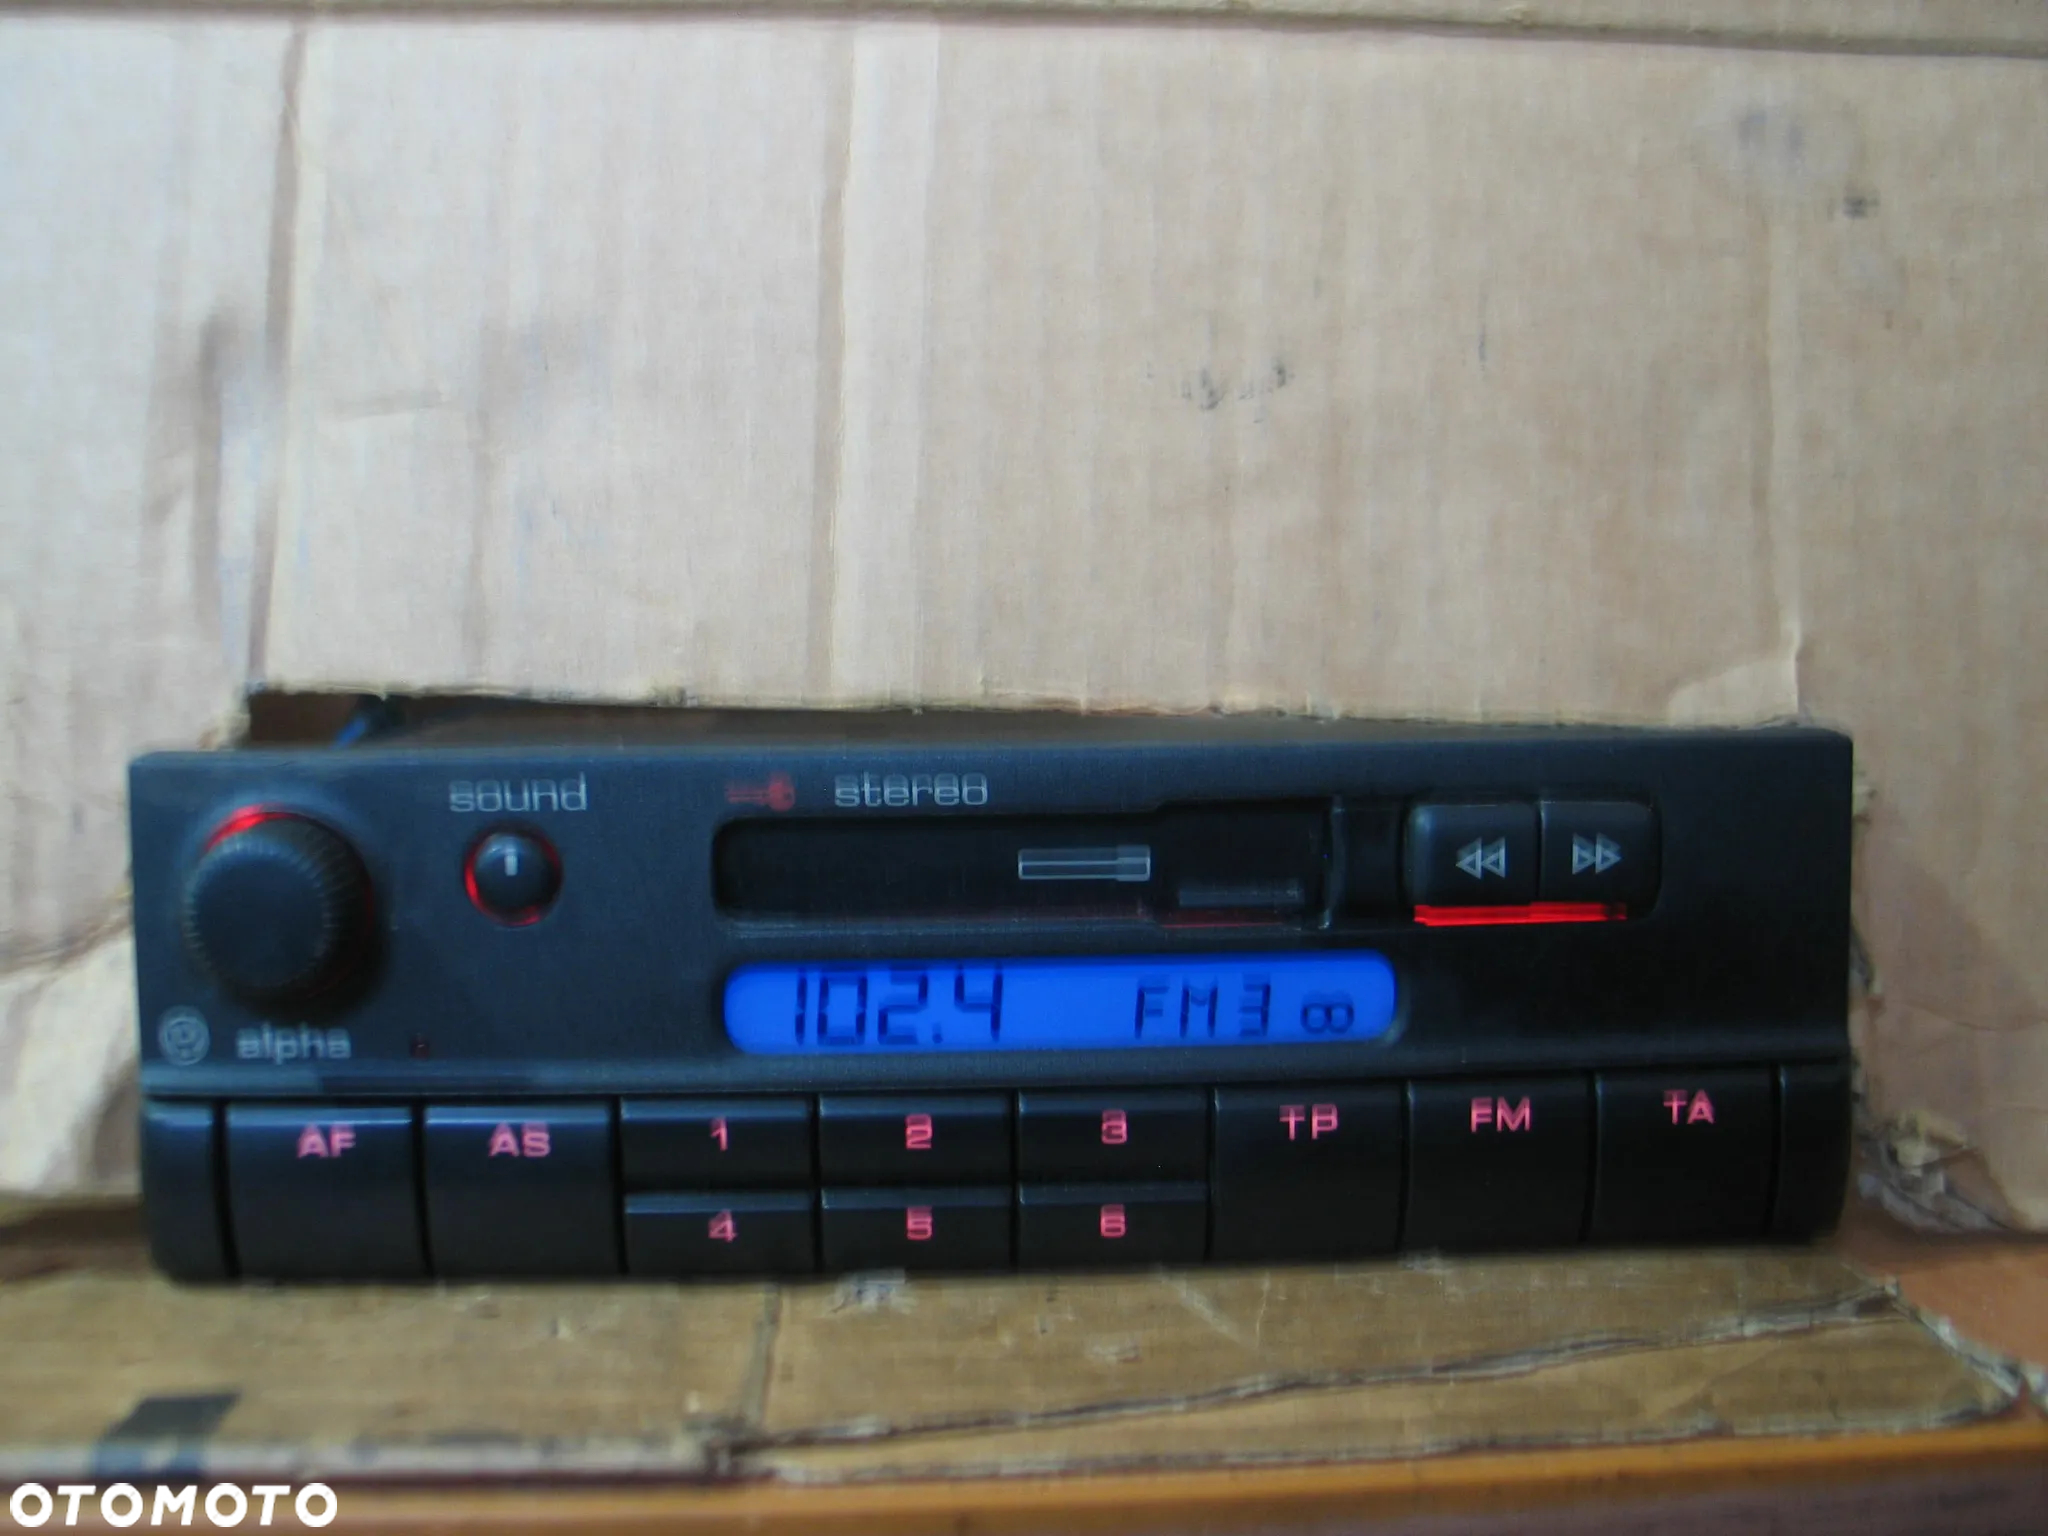 sound
stereo
102.4 FM3
alpha
AF AS 1 2 3 TP FM TA
4 5 6
OTOMOTO